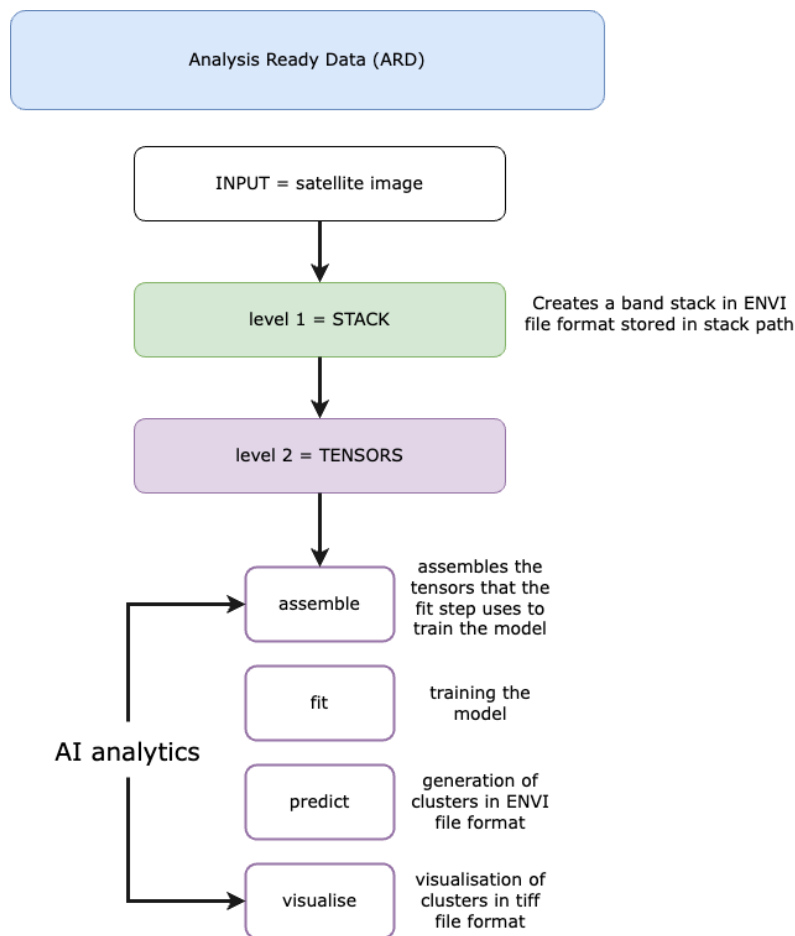 Analysis Ready Data (ARD)
INPUT = satellite image
level 1 = STACK
Creates a band stack in ENVI
file format stored in stack path
level 2 = TENSORS
assemble
assembles the
tensors that the
fit step uses to
train the model
fit
training the
model
AI analytics
predict
generation of
clusters in ENVI
file format
visualise
visualisation of
clusters in tiff
file format